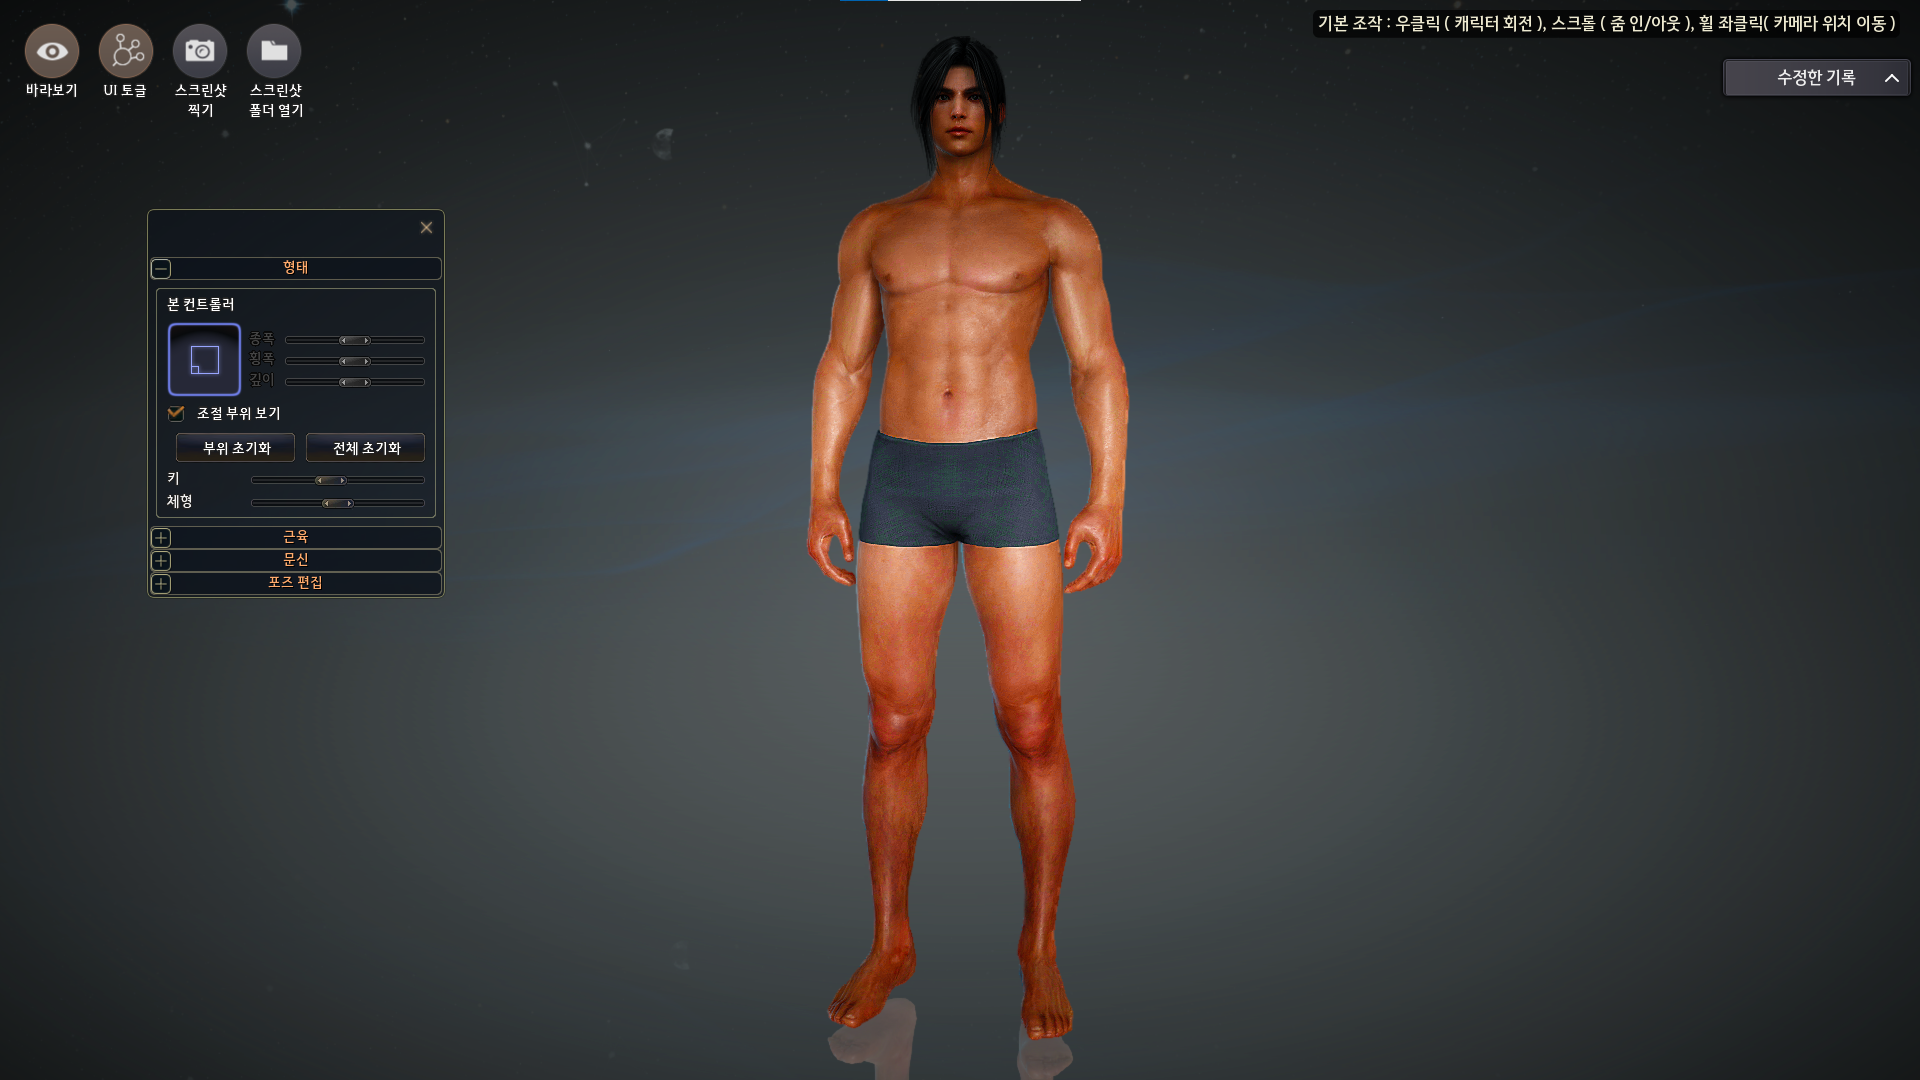 기본 조작 : 우클릭 ( 캐릭터 회전 ), 스크롤 ( 줌 인/아웃 ), 휠 좌클릭( 카메라 위치 이동 )
바라보기
UI 토글
스크린샷
찍기
스크린샷
폴더 열기
수정한 기록
형태
본 컨트롤러
종폭
횡폭
깊이
조절 부위 보기
부위 초기화
전체 초기화
키
체형
근육
문신
포즈 편집